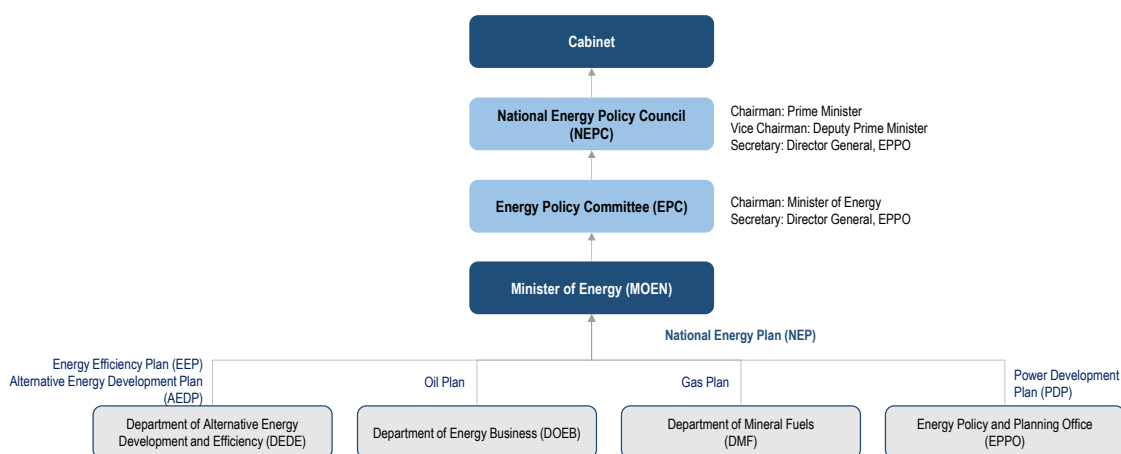 Cabinet
National Energy Policy Council
(NEPC)
Chairman: Prime Minister
Vice Chairman: Deputy Prime Minister
Secretary: Director General, EPPO
Energy Policy Committee (EPC)
Chairman: Minister of Energy
Secretary: Director General, EPPO
Minister of Energy (MOEN)
National Energy Plan (NEP)
Energy Efficiency Plan (EEP)
Alternative Energy Development Plan
(AEDP)
Oil Plan
Gas Plan
Power Development
Plan (PDP)
Department of Alternative Energy
Development and Efficiency (DEDE)
Department of Energy Business (DOEB)
Department of Mineral Fuels
(DMF)
Energy Policy and Planning Office
(EPPO)